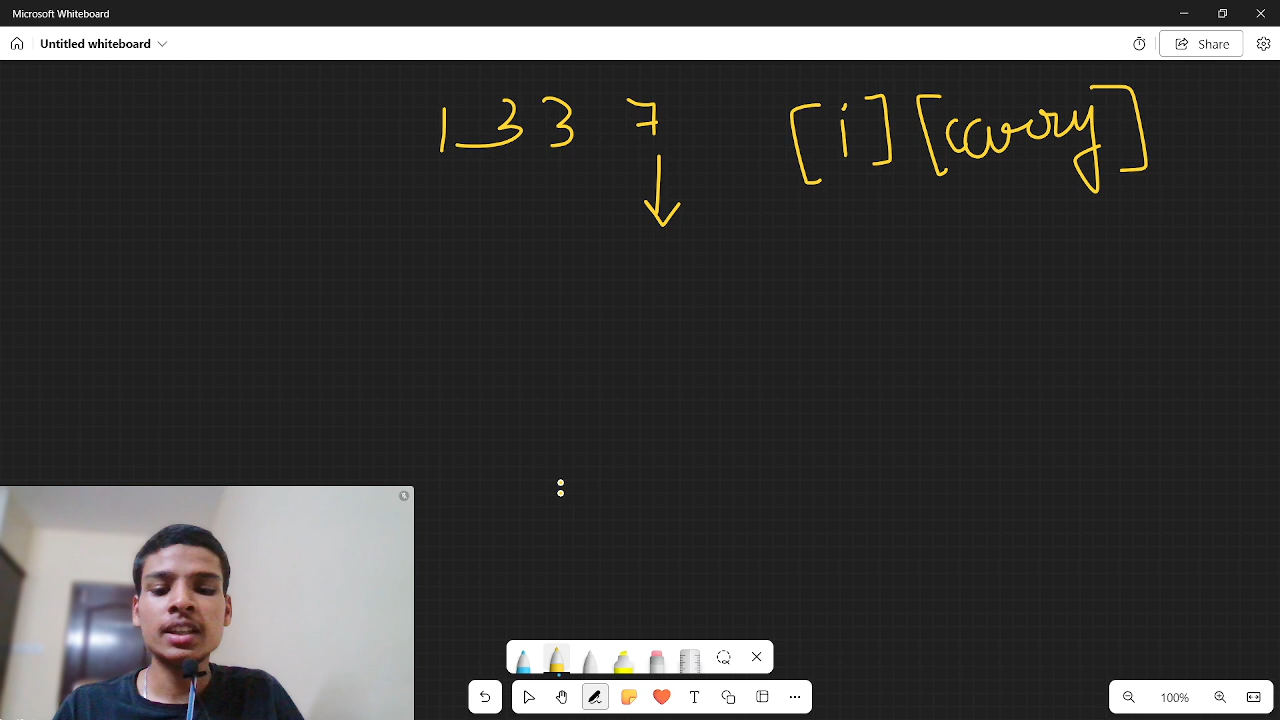 Microsoft Whiteboard
Untitled whiteboard
Share
1 3 3 7 [i][carry]
100%